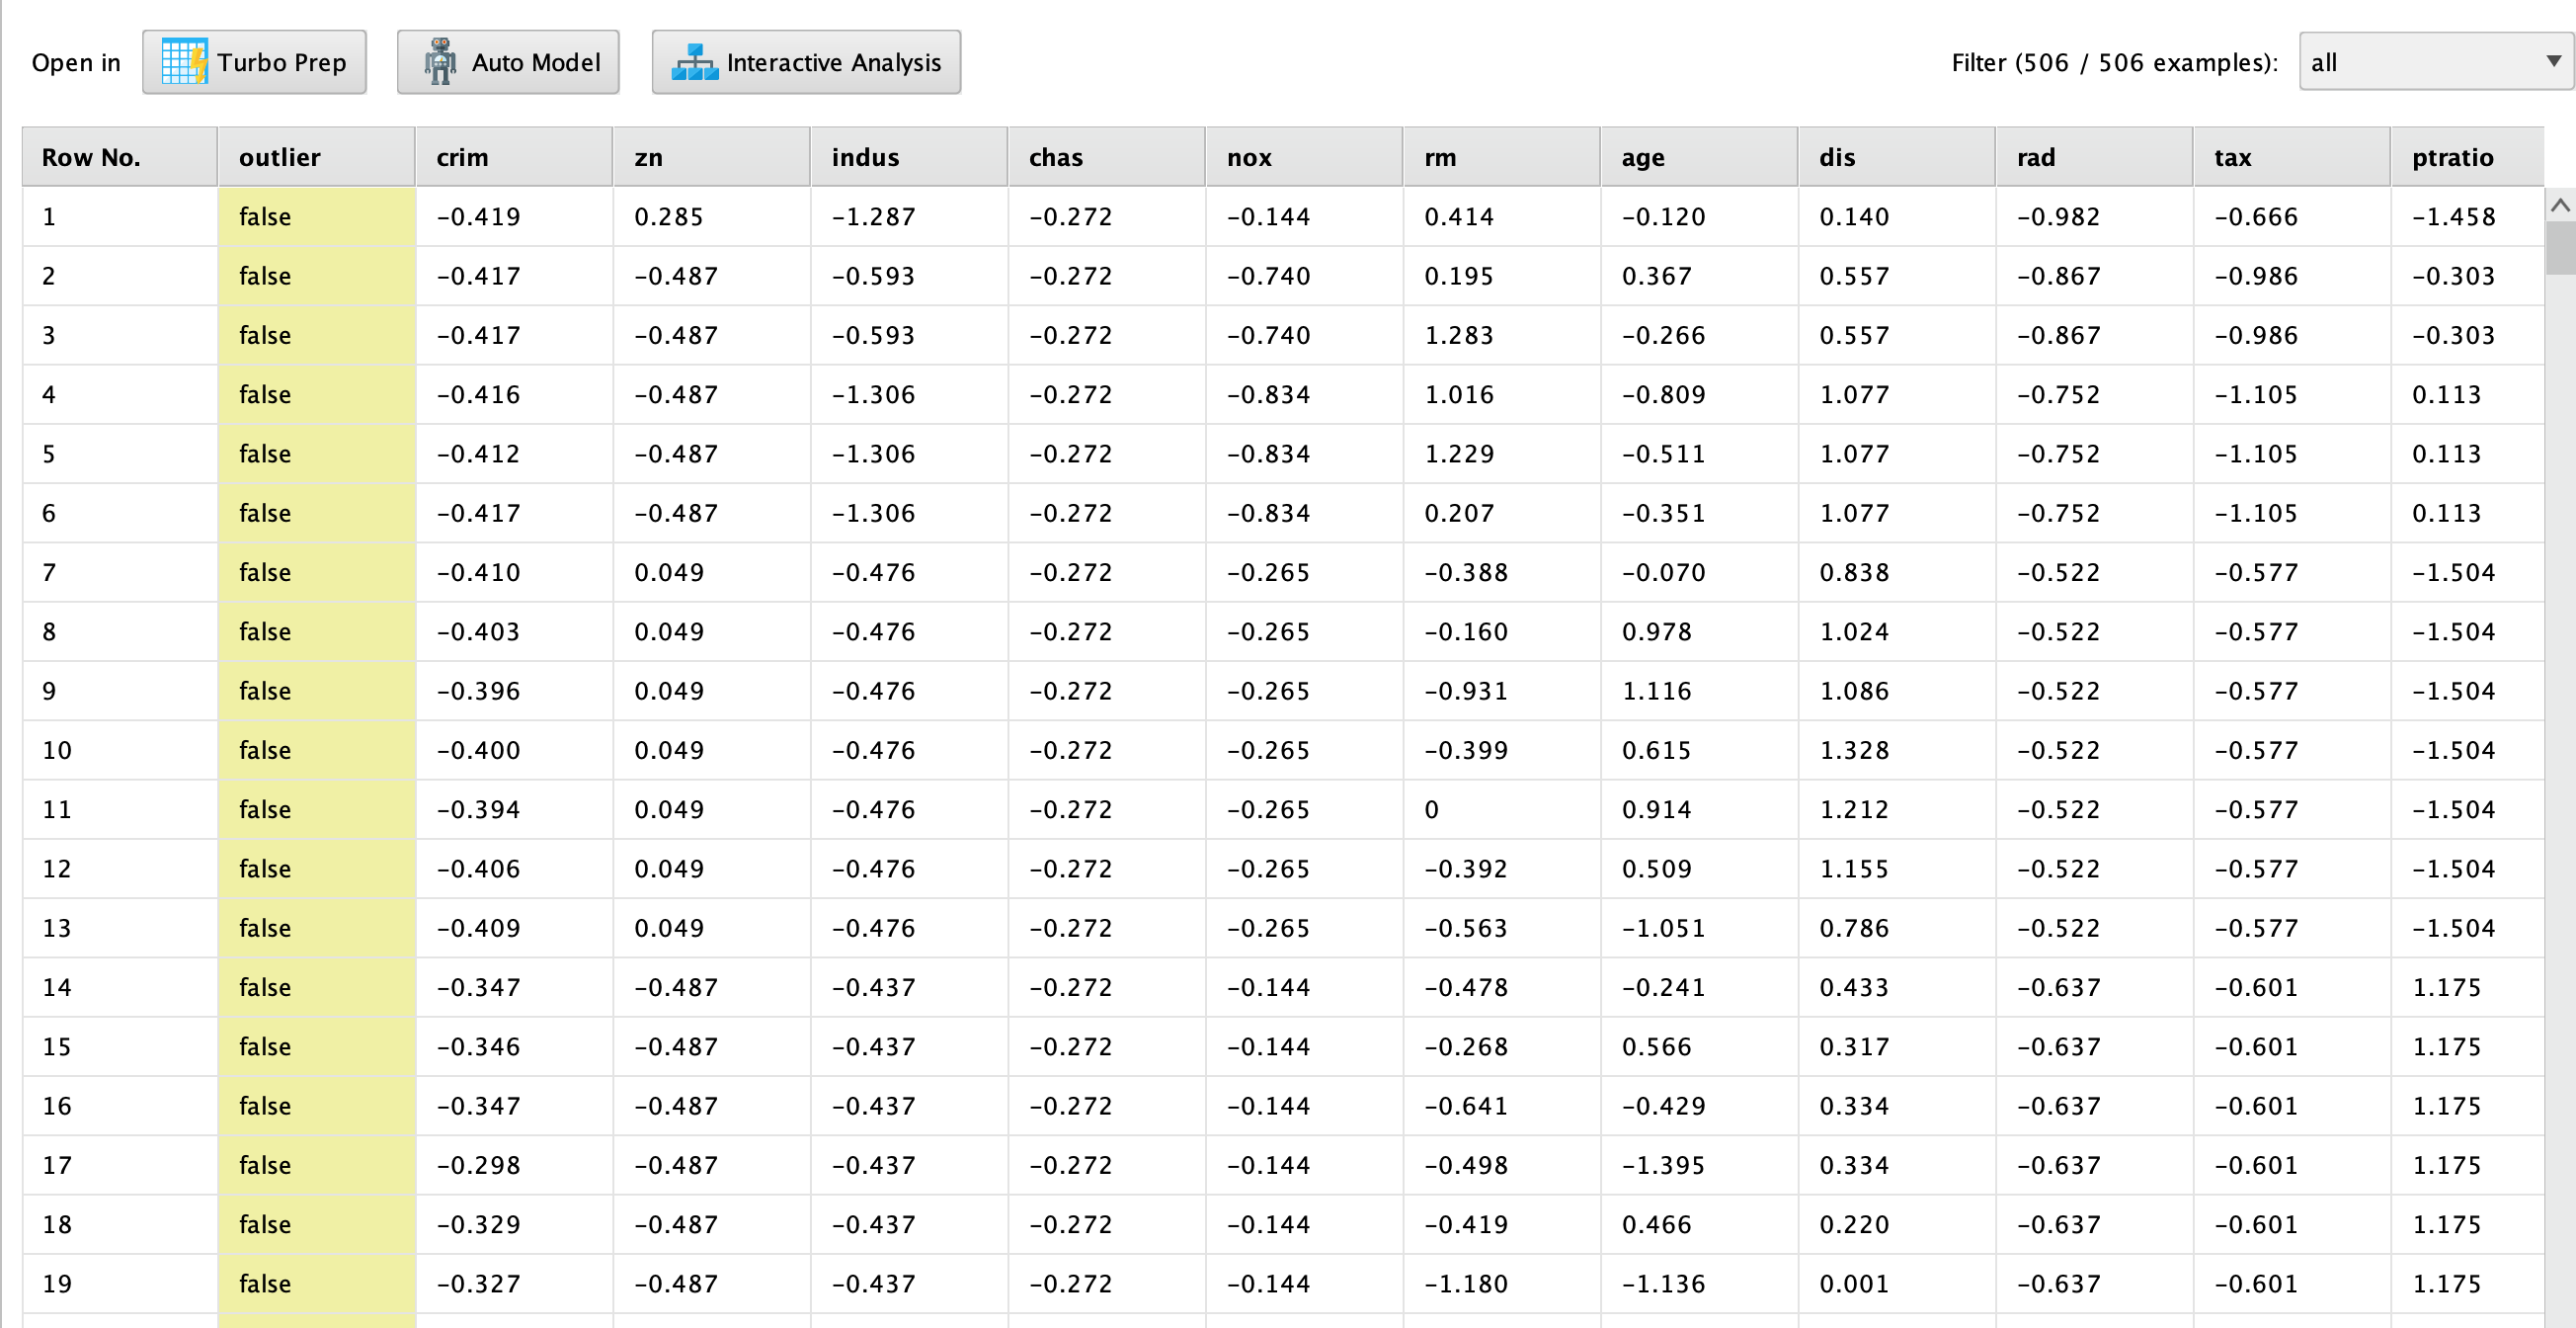 Open in Turbo Prep Auto Model Interactive Analysis Filter (506 / 506 examples): all
Row No. outlier crim zn indus chas nox rm age dis rad tax ptratio
1 false -0.419 0.285 -1.287 -0.272 -0.144 0.414 -0.120 0.140 -0.982 -0.666 -1.458
2 false -0.417 -0.487 -0.593 -0.272 -0.740 0.195 0.367 0.557 -0.867 -0.986 -0.303
3 false -0.417 -0.487 -0.593 -0.272 -0.740 1.283 -0.266 0.557 -0.867 -0.986 -0.303
4 false -0.416 -0.487 -1.306 -0.272 -0.834 1.016 -0.809 1.077 -0.752 -1.105 0.113
5 false -0.412 -0.487 -1.306 -0.272 -0.834 1.229 -0.511 1.077 -0.752 -1.105 0.113
6 false -0.417 -0.487 -1.306 -0.272 -0.834 0.207 -0.351 1.077 -0.752 -1.105 0.113
7 false -0.410 0.049 -0.476 -0.272 -0.265 -0.388 -0.070 0.838 -0.522 -0.577 -1.504
8 false -0.403 0.049 -0.476 -0.272 -0.265 -0.160 0.978 1.024 -0.522 -0.577 -1.504
9 false -0.396 0.049 -0.476 -0.272 -0.265 -0.931 1.116 1.086 -0.522 -0.577 -1.504
10 false -0.400 0.049 -0.476 -0.272 -0.265 -0.399 0.615 1.328 -0.522 -0.577 -1.504
11 false -0.394 0.049 -0.476 -0.272 -0.265 0 0.914 1.212 -0.522 -0.577 -1.504
12 false -0.406 0.049 -0.476 -0.272 -0.265 -0.392 0.509 1.155 -0.522 -0.577 -1.504
13 false -0.409 0.049 -0.476 -0.272 -0.265 -0.563 -1.051 0.786 -0.522 -0.577 -1.504
14 false -0.347 -0.487 -0.437 -0.272 -0.144 -0.478 -0.241 0.433 -0.637 -0.601 1.175
15 false -0.346 -0.487 -0.437 -0.272 -0.144 -0.268 0.566 0.317 -0.637 -0.601 1.175
16 false -0.347 -0.487 -0.437 -0.272 -0.144 -0.641 -0.429 0.334 -0.637 -0.601 1.175
17 false -0.298 -0.487 -0.437 -0.272 -0.144 -0.498 -1.395 0.334 -0.637 -0.601 1.175
18 false -0.329 -0.487 -0.437 -0.272 -0.144 -0.419 0.466 0.220 -0.637 -0.601 1.175
19 false -0.327 -0.487 -0.437 -0.272 -0.144 -1.180 -1.136 0.001 -0.637 -0.601 1.175